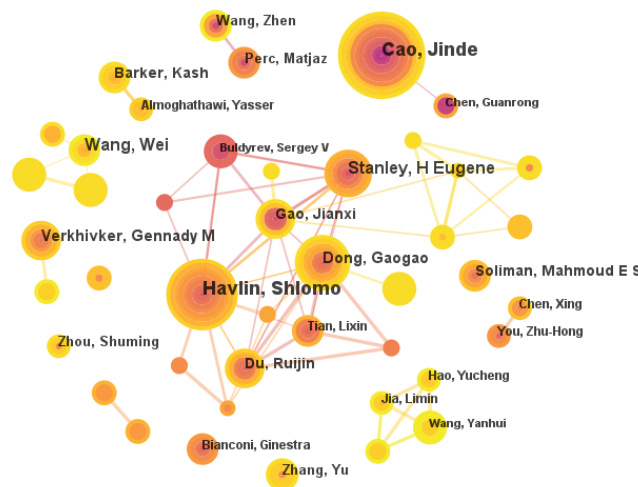 Wang, Zhen
Perc, Matjaz
Cao, Jinde
Barker, Kash
Almoghathawi, Yasser
Chen, Guanrong
Wang, Wei
Buldyrev, Sergey V
Stanley, H Eugene
Gao, Jianxi
Verkhivker, Gennady M
Dong, Gaogao
Soliman, Mahmoud E S
Havlin, Shlomo
Chen, Xing
Tian, Lixin
You, Zhu-Hong
Zhou, Shuming
Du, Ruijin
Hao, Yucheng
Jia, Limin
Wang, Yanhui
Bianconi, Ginestra
Zhang, Yu